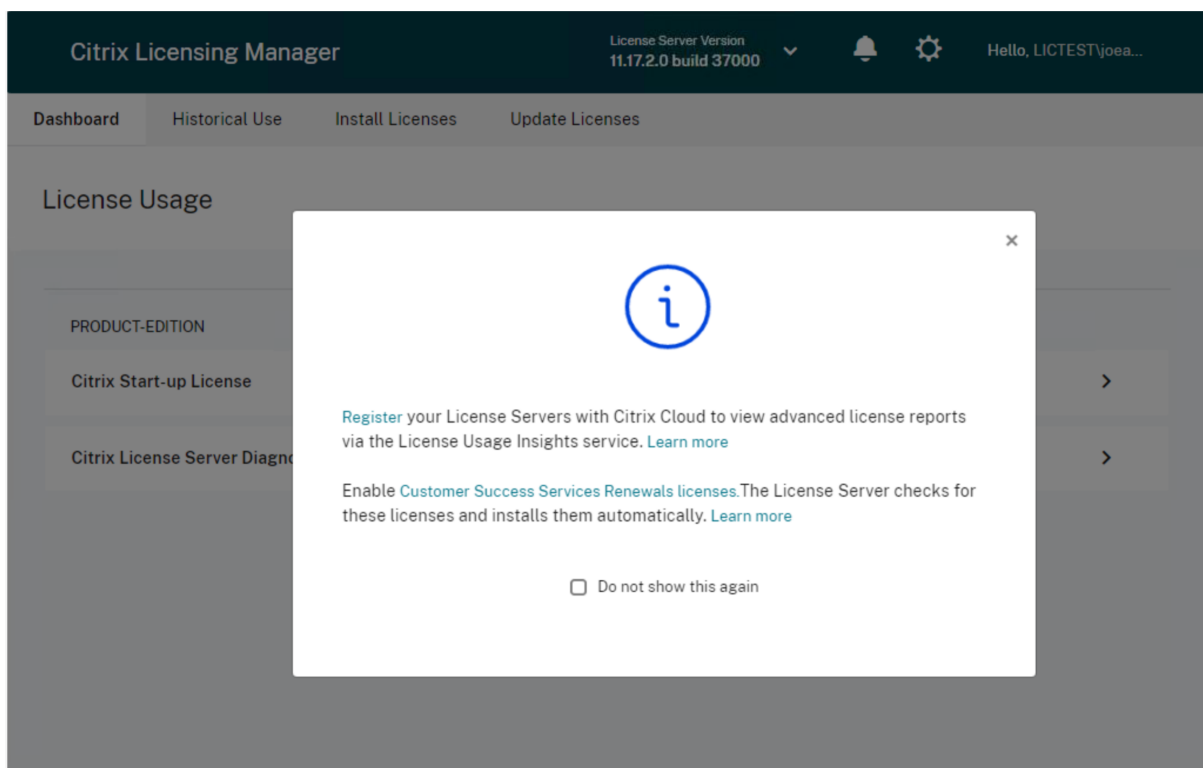 Citrix Licensing Manager
License Server Version
11.17.2.0 build 37000
Hello, LICTEST\joea...
Dashboard
Historical Use
Install Licenses
Update Licenses
License Usage
PRODUCT-EDITION
Citrix Start-up License
Citrix License Server Diagno
Register your License Servers with Citrix Cloud to view advanced license reports
via the License Usage Insights service. Learn more
Enable Customer Success Services Renewals licenses.The License Server checks for
these licenses and installs them automatically. Learn more
Do not show this again